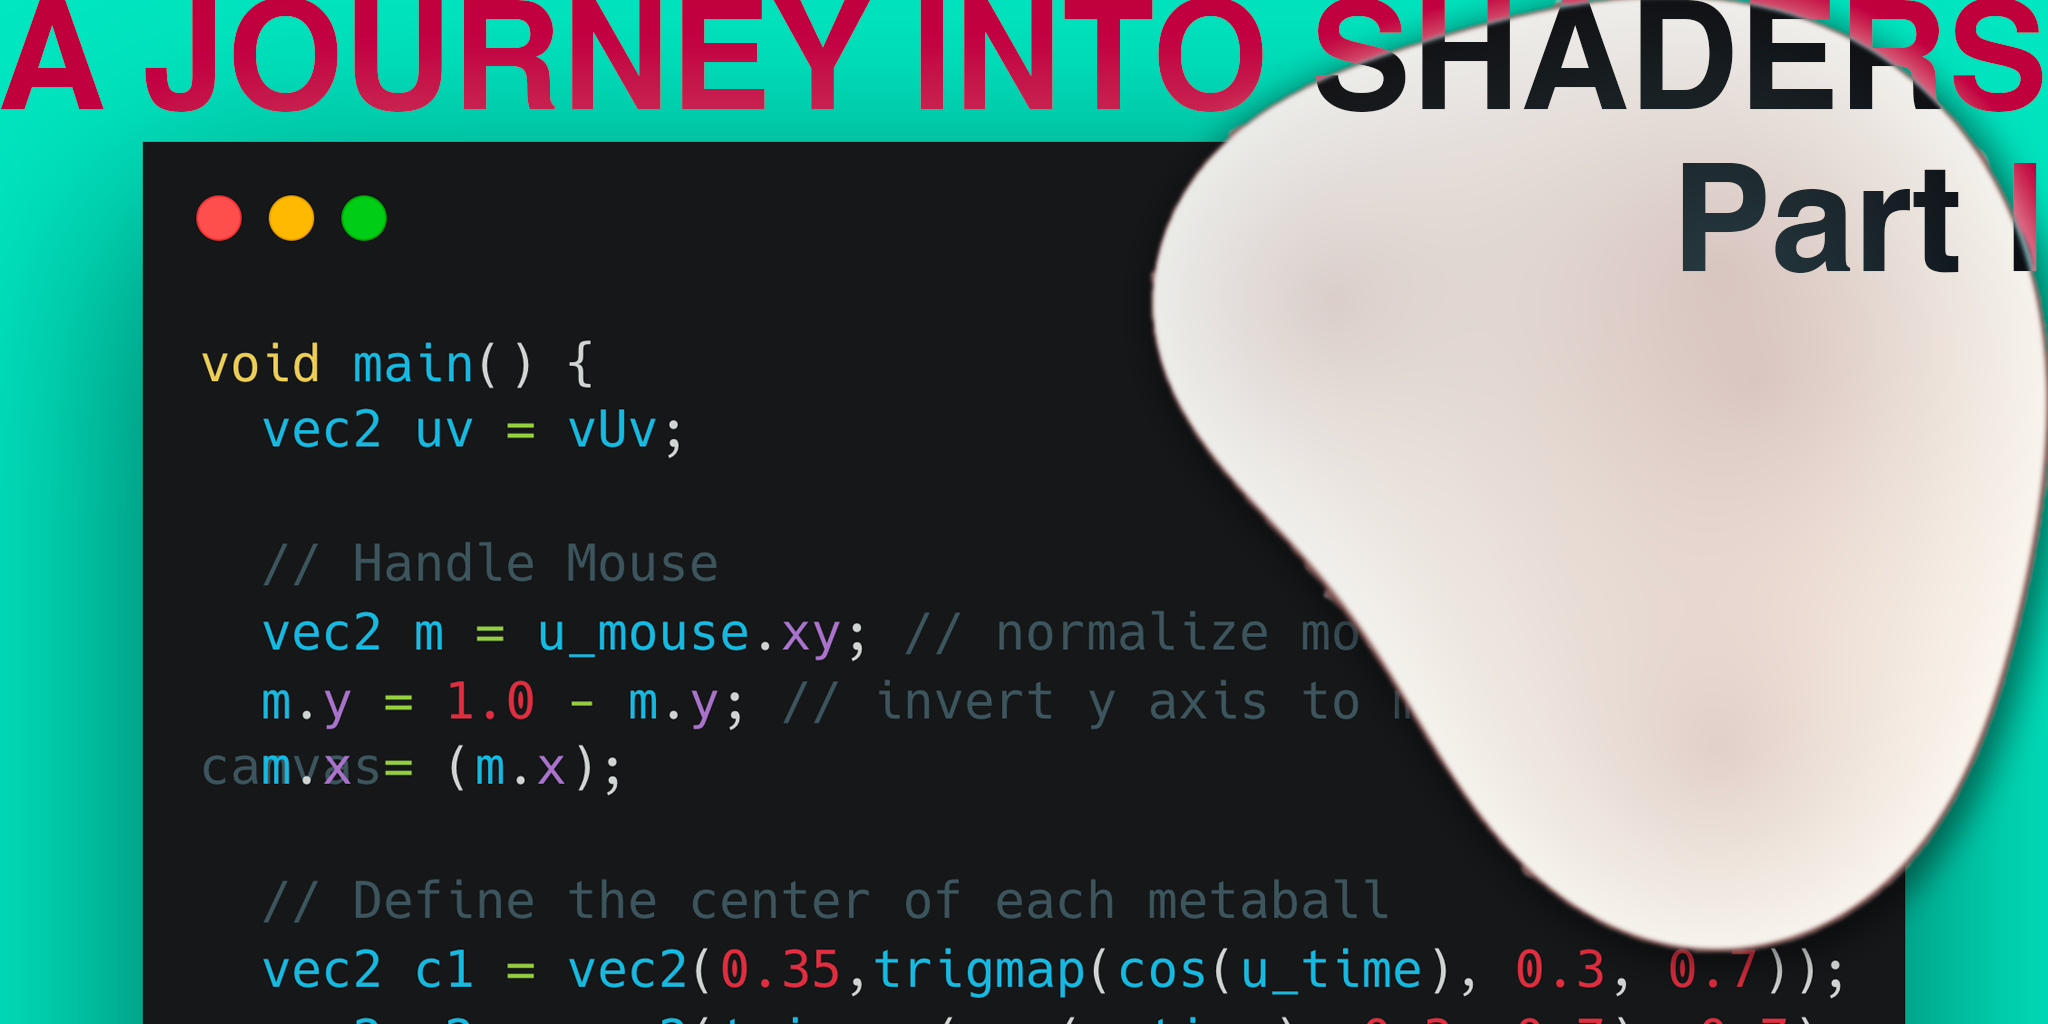 A JOURNEY INTO SHADERS
Part I
void main() {
vec2 uv = vUv;
// Handle Mouse
vec2 m = u_mouse.xy; // normalize
m.y = 1.0 - m.y; // invert y axis to
canvas
m.x = (m.x);
// Define the center of each metaball
vec2 c1 = vec2(0.35,trigmap(cos(u_time), 0.3, 0.7));